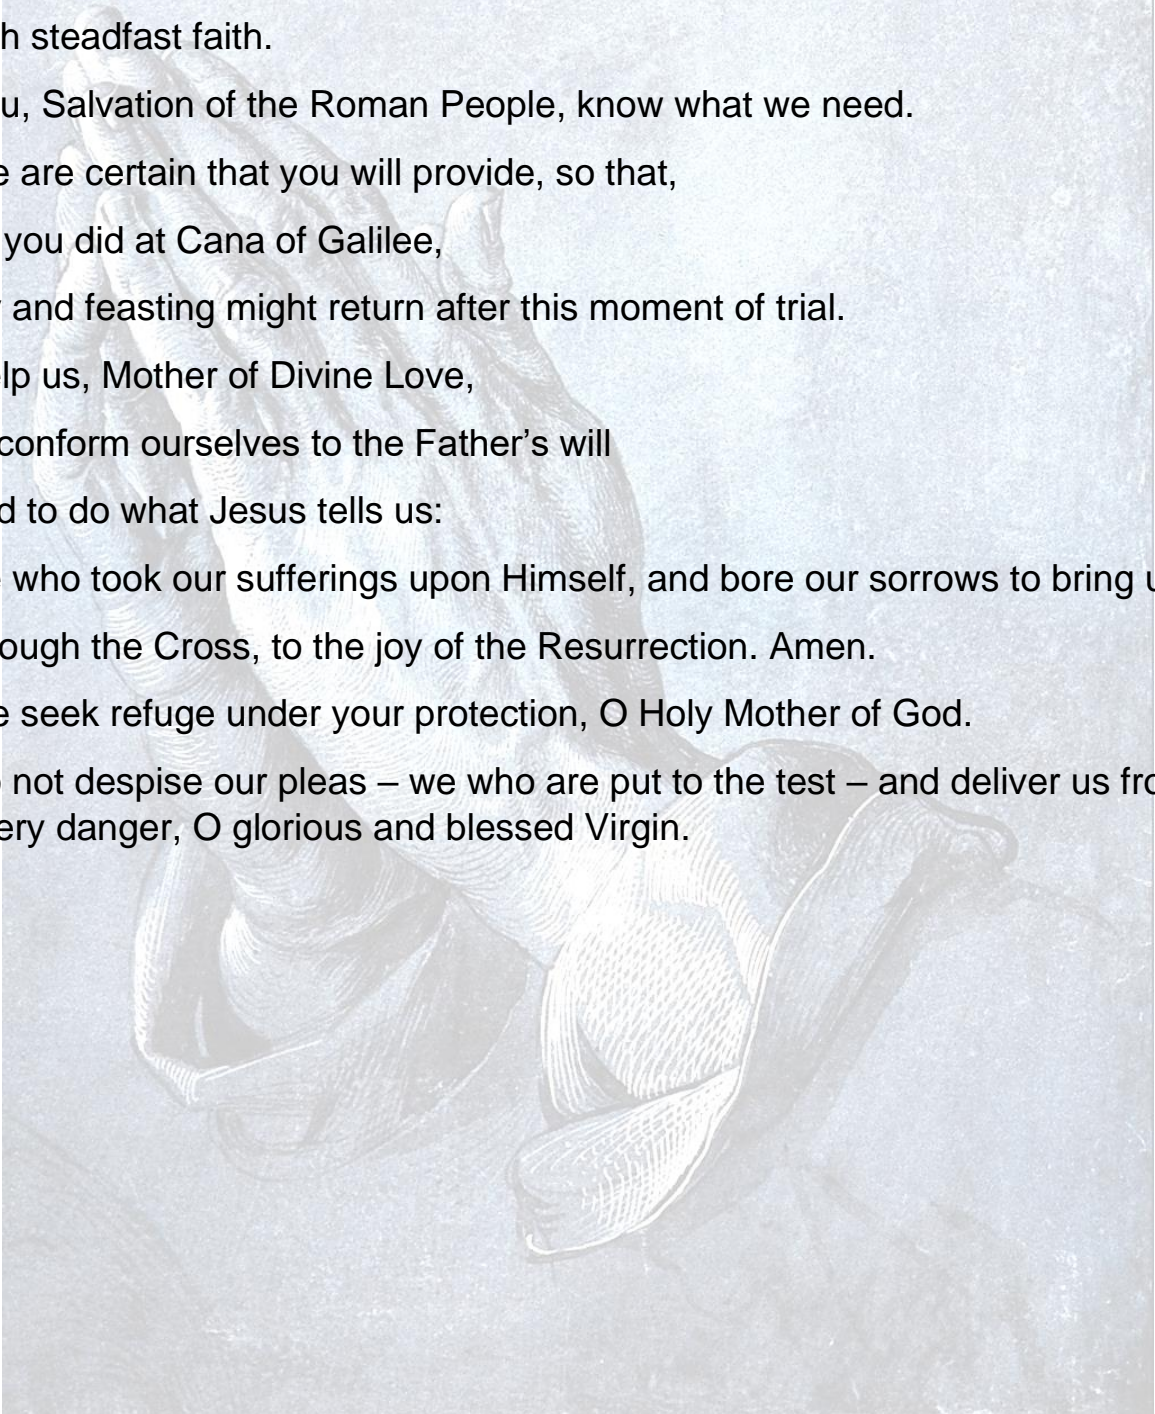 h steadfast faith.
u, Salvation of the Roman People, know what we need.
e are certain that you will provide, so that,
you did at Cana of Galilee,
and feasting might return after this moment of trial.
lp us, Mother of Divine Love,
conform ourselves to the Father’s will
d to do what Jesus tells us:
who took our sufferings upon Himself, and bore our sorrows to bring u
ough the Cross, to the joy of the Resurrection. Amen.
e seek refuge under your protection, O Holy Mother of God.
not despise our pleas – we who are put to the test – and deliver us fro
ery danger, O glorious and blessed Virgin.